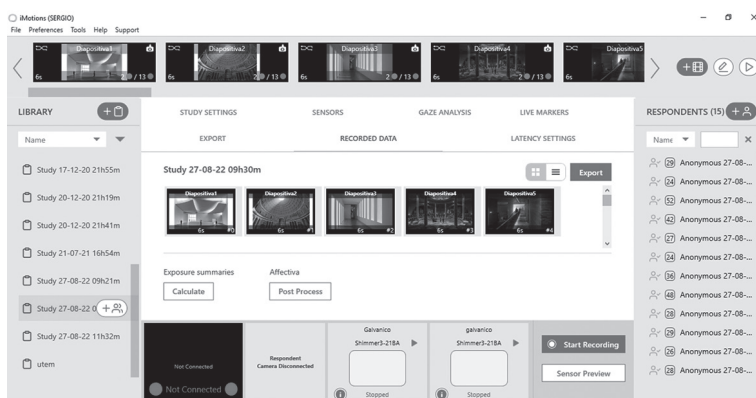 iMotions (SERGIO)
File Preferences Tools Help Support
Diapositiva1 Diapositiva2 Diapositiva3 Diapositiva4 Diapositiva5
6s 2 / 13 6s 2 / 13 6s 2 / 13 6s 2 / 13 6s
LIBRARY
Name
Study 17-12-20 21h55m
Study 20-12-20 21h19m
Study 20-12-20 21h41m
Study 21-07-21 16h54m
Study 27-08-22 09h21m
Study 27-08-22 0
Study 27-08-22 11h32m
utem
STUDY SETTINGS SENSORS GAZE ANALYSIS LIVE MARKERS
EXPORT RECORDED DATA LATENCY SETTINGS
Study 27-08-22 09h30m
Export
Diapositiva1 Diapositiva2 Diapositiva3 Diapositiva4 Diapositiva5
6s #0 6s #1 6s #2 6s #3 6s #4
Exposure summaries Affectiva
Calculate Post Process
Not Connected
Not Connected
Respondent
Camera Disconnected
Galvanico
Shimmer3-218A
Stopped
galvanico
Shimmer3-218A
Stopped
Start Recording
Sensor Preview
RESPONDENTS (15)
Name
29 Anonymous 27-08-...
24 Anonymous 27-08-...
52 Anonymous 27-08-...
42 Anonymous 27-08-...
27 Anonymous 27-08-...
24 Anonymous 27-08-...
36 Anonymous 27-08-...
48 Anonymous 27-08-...
28 Anonymous 27-08-...
29 Anonymous 27-08-...
26 Anonymous 27-08-...
28 Anonymous 27-08-...